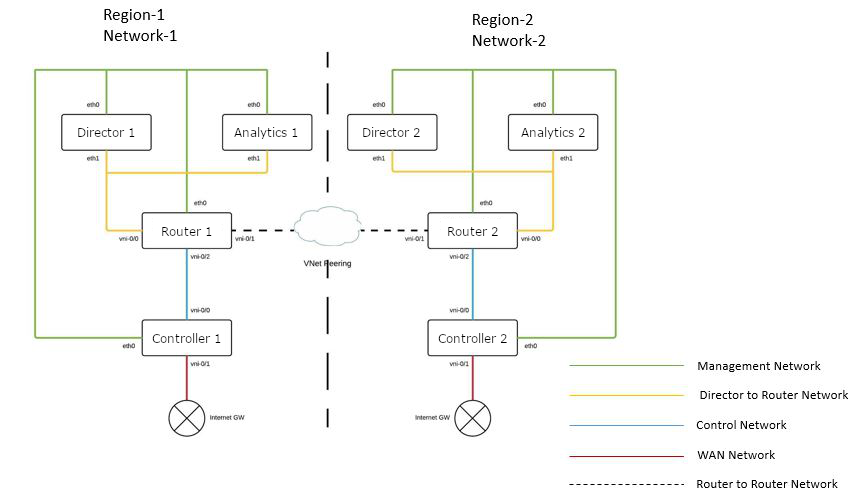 Region-1
Network-1
Region-2
Network-2
eth0
eth0
eth0
eth0
Director 1
Analytics 1
Director 2
Analytics 2
eth1
eth1
eth1
eth1
eth0
eth0
Router 1
Router 2
vni-0/0
vni-0/1
vni-0/1
vni-0/0
vni-0/2
vni-0/2
VNet Peering
vni-0/0
vni-0/0
Controller 1
Controller 2
eth0
eth0
vni-0/1
vni-0/1
Internet GW
Internet GW
Management Network
Director to Router Network
Control Network
WAN Network
Router to Router Network